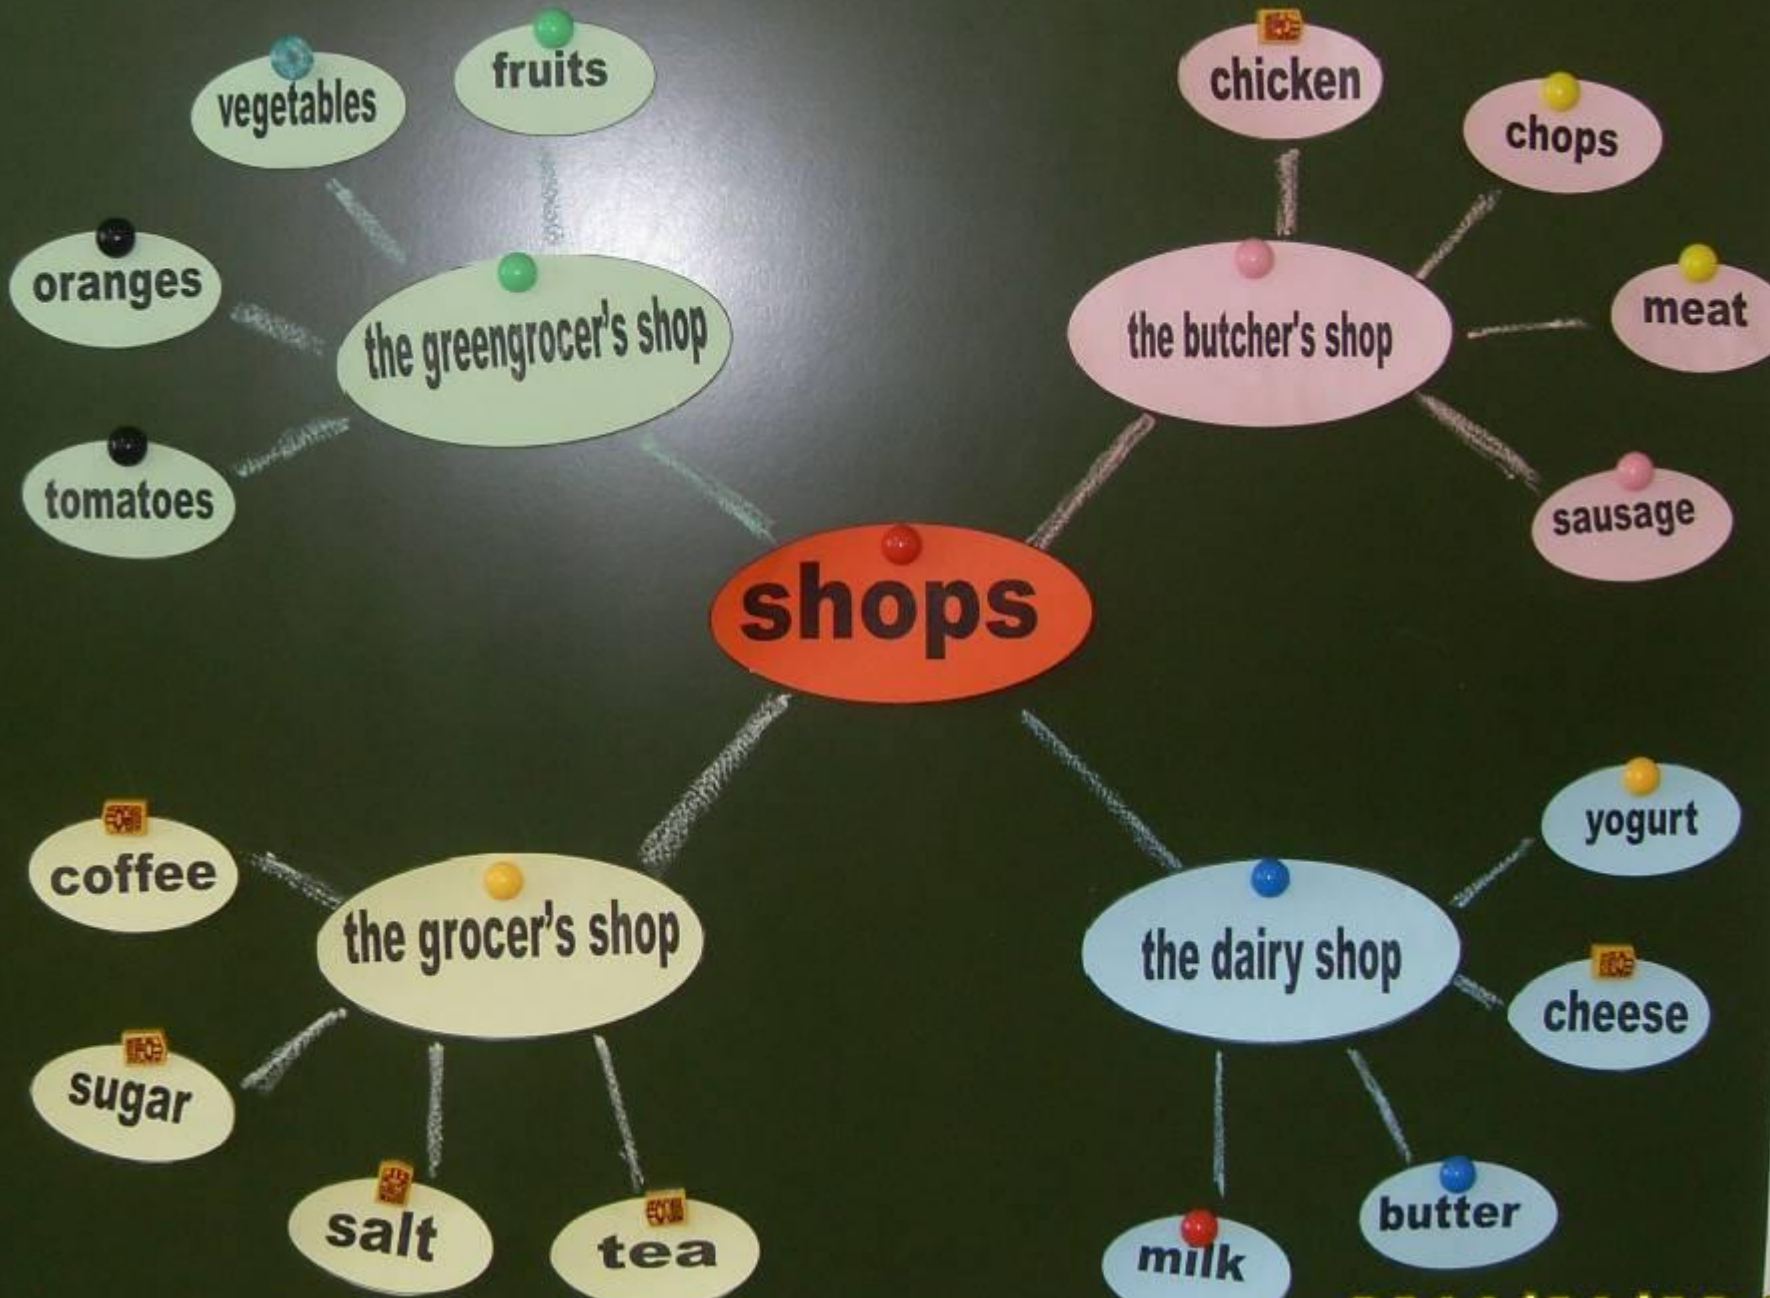 vegetables
fruits
oranges
the greengrocer's shop
tomatoes
chicken
chops
the butcher's shop
meat
sausage
shops
coffee
the grocer's shop
sugar
salt
tea
yogurt
the dairy shop
cheese
butter
milk